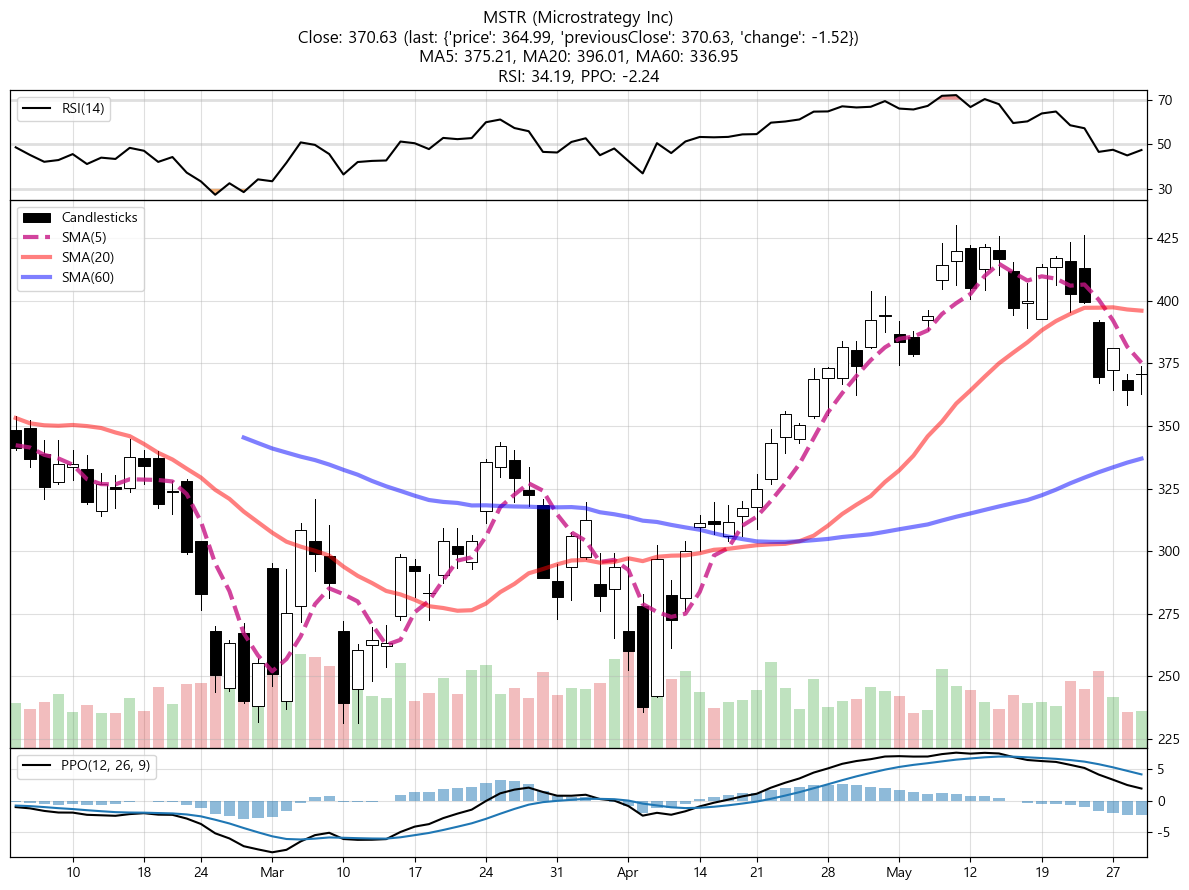 MSTR (Microstrategy Inc)
Close: 370.63 (last: {'price': 364.99, 'previousClose': 370.63, 'change': -1.52})
MA5: 375.21, MA20: 396.01, MA60: 336.95
RSI: 34.19, PPO: -2.24
RSI(14)
70
50
30
Candlesticks
SMA(5)
SMA(20)
SMA(60)
425
400
375
350
325
300
275
250
225
PPO(12, 26, 9)
5
0
-5
10 18 24 Mar 10 17 24 31 Apr 14 21 28 May 12 19 27